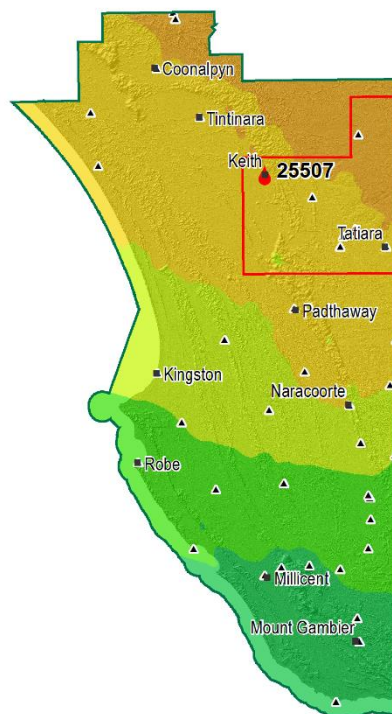 Coonalpyn
Tintinara
Keith
25507
Tatiara
Padthaway
Kingston
Naracoorte
Robe
Millicent
Mount Gambier